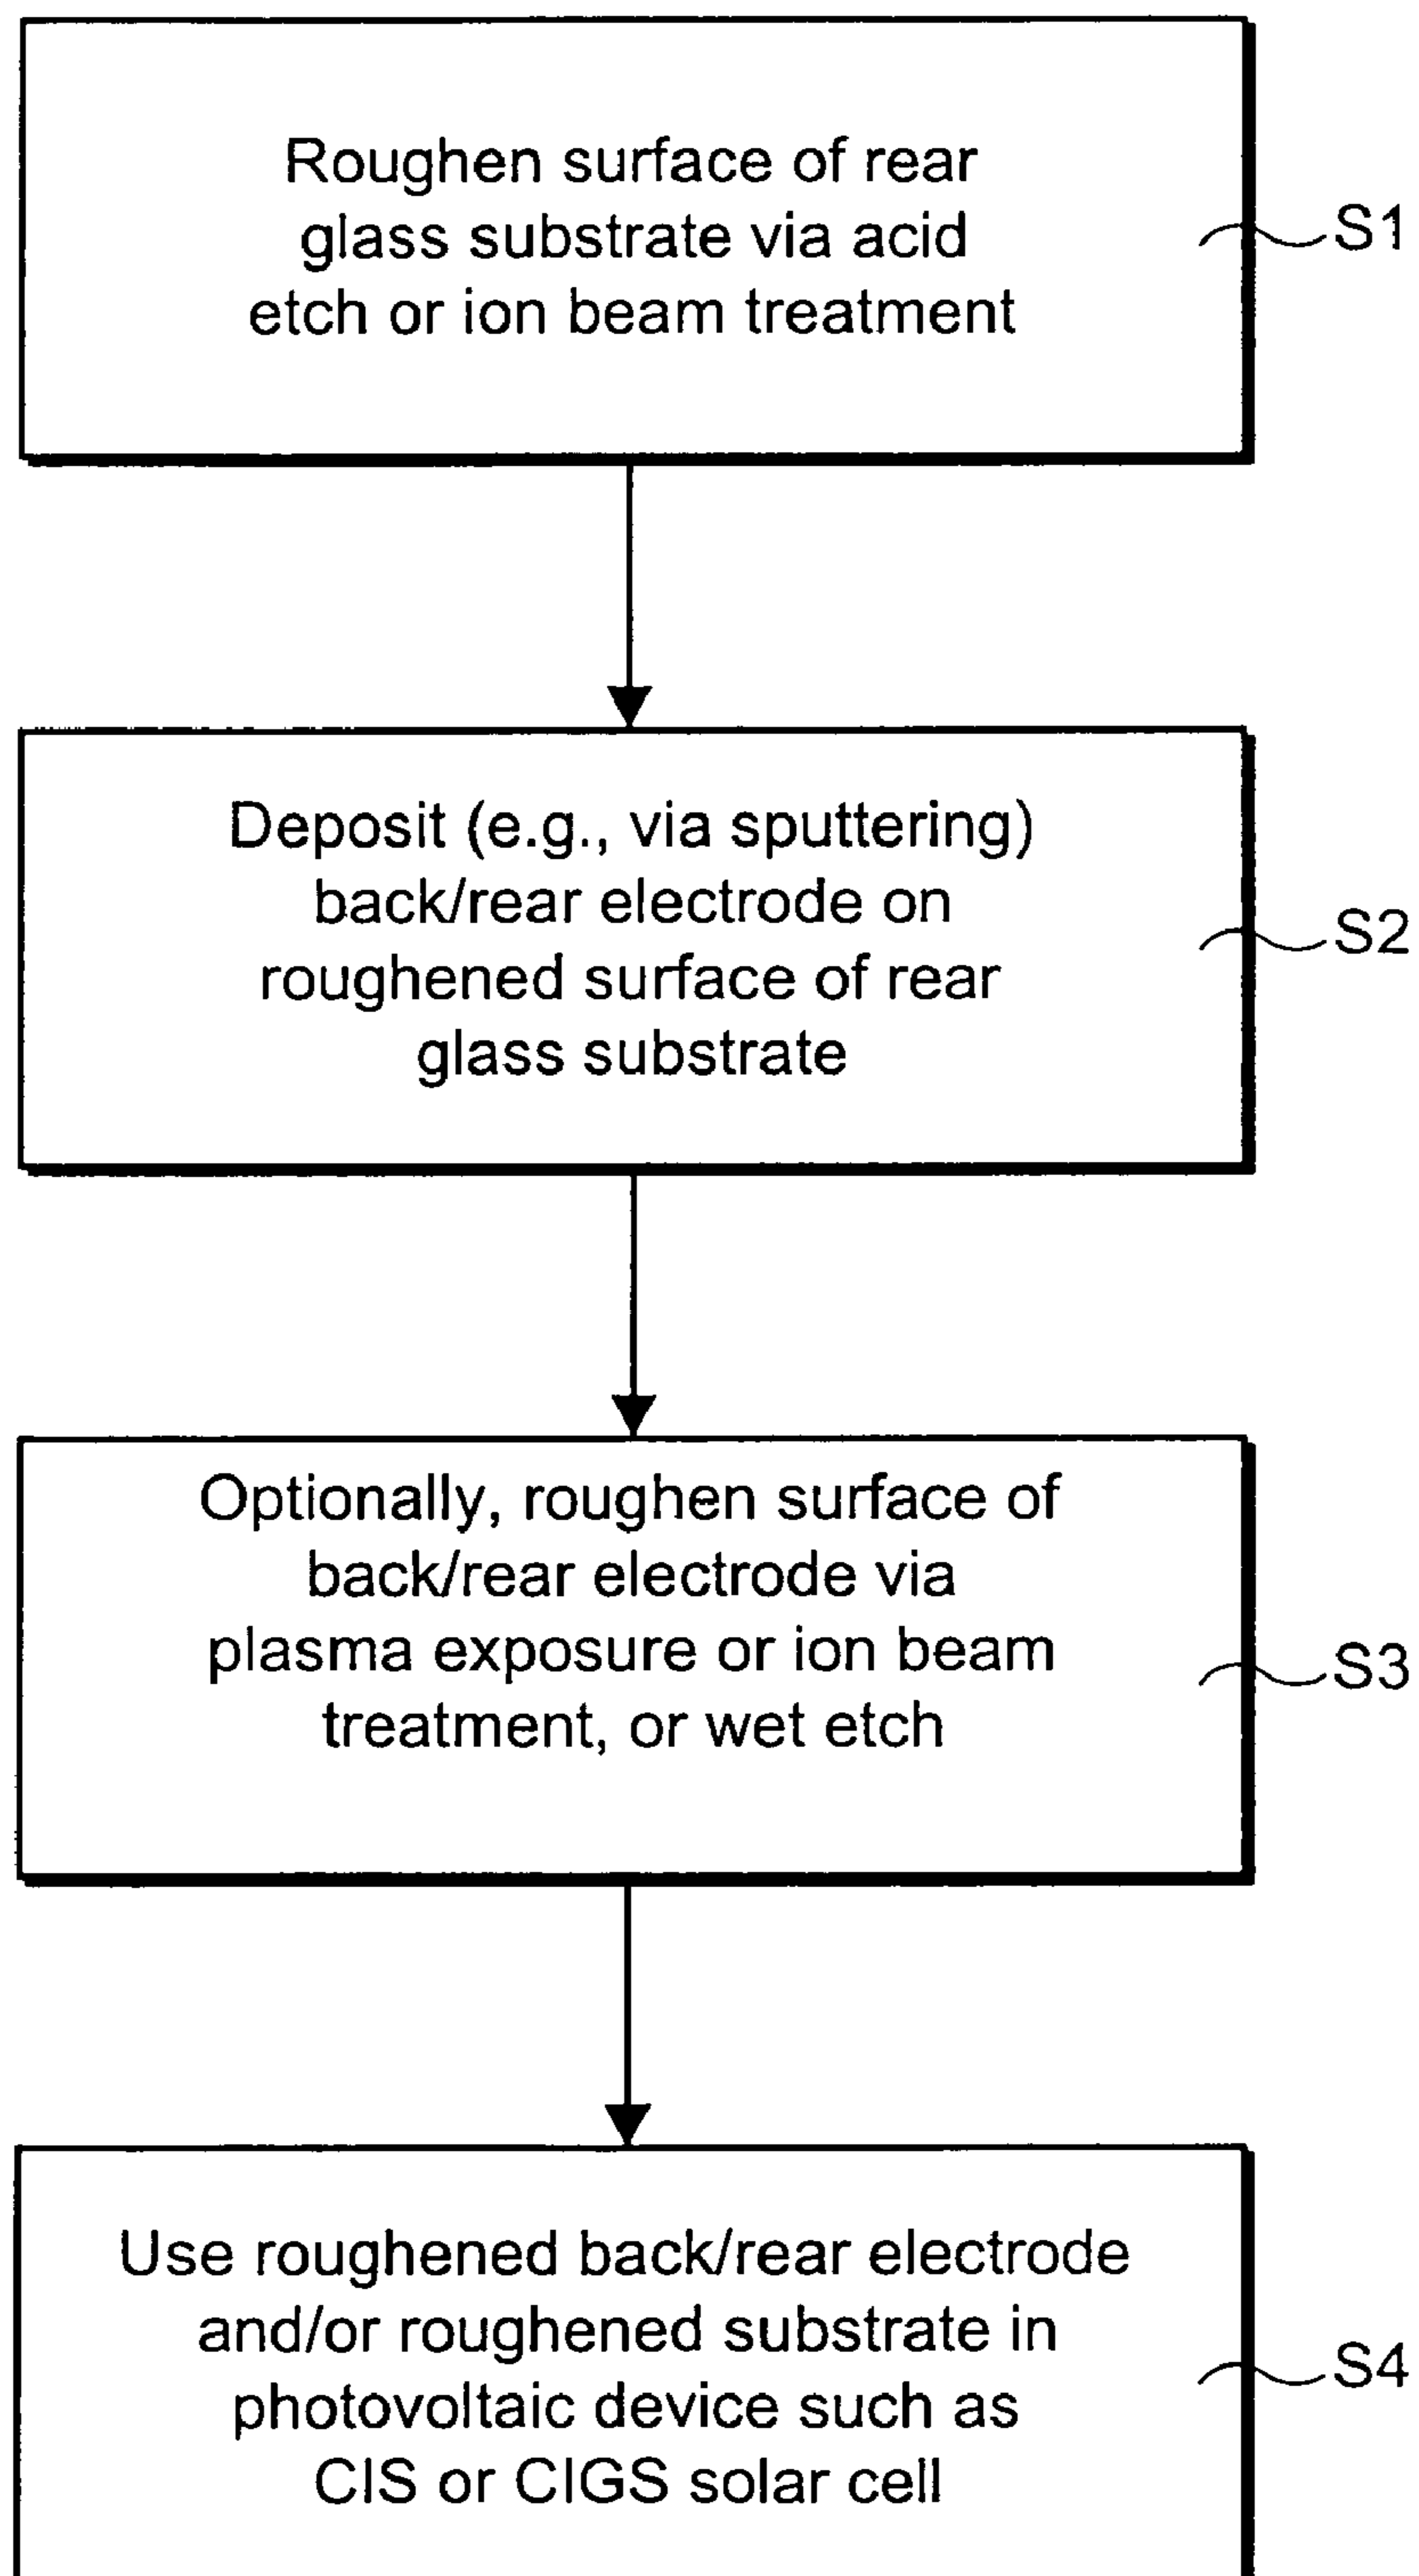 Roughen surface of rear
glass substrate via acid
etch or ion beam treatment
S1
Deposit (e.g., via sputtering)
back/rear electrode on
roughened surface of rear
glass substrate
S2
Optionally, roughen surface of
back/rear electrode via
plasma exposure or ion beam
treatment, or wet etch
S3
Use roughened back/rear electrode
and/or roughened substrate in
photovoltaic device such as
CIS or CIGS solar cell
S4